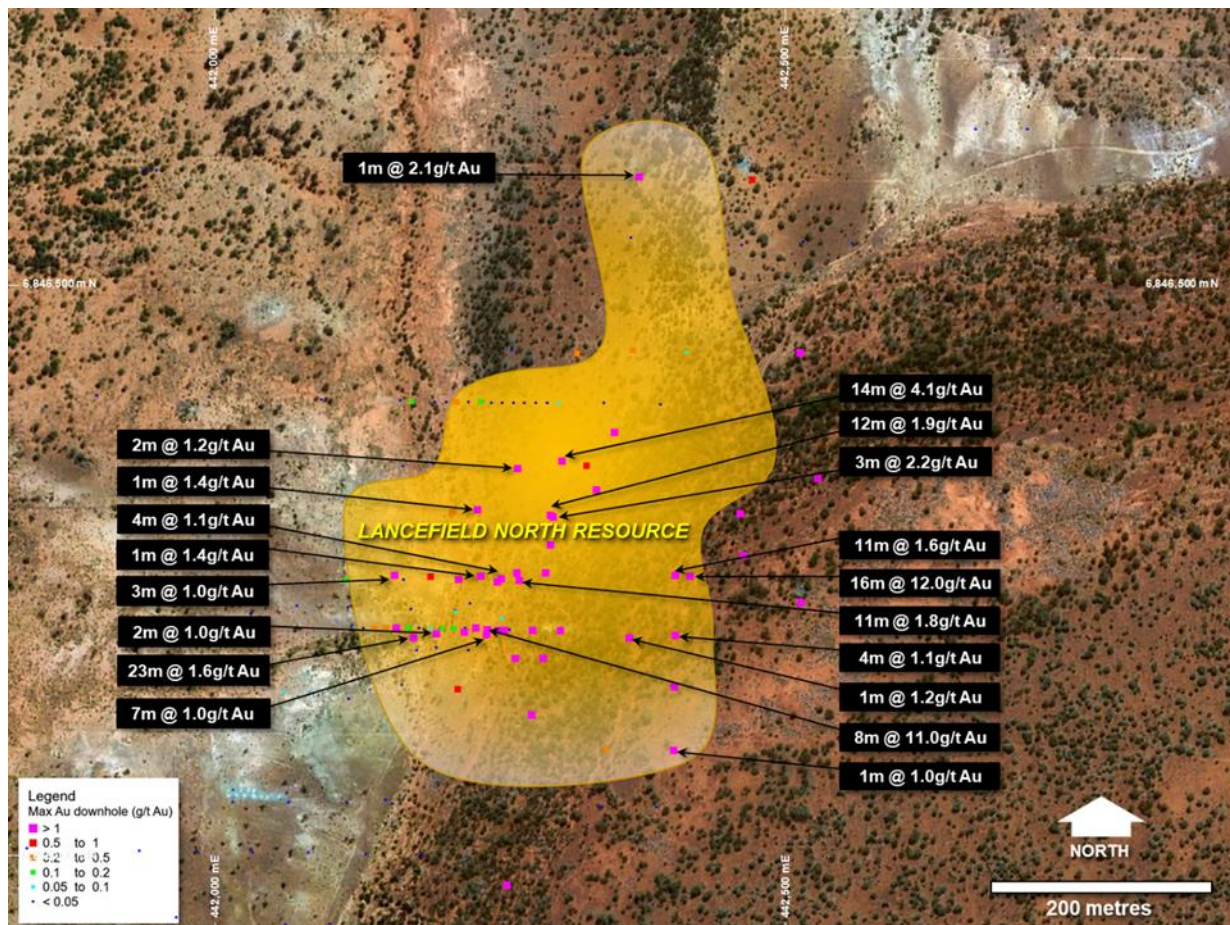 442,000 mE
442,500 mE
1m @ 2.1g/t Au
6,846,500 m N
6,846,500 m N
14m @ 4.1g/t Au
12m @ 1.9g/t Au
3m @ 2.2g/t Au
2m @ 1.2g/t Au
1m @ 1.4g/t Au
4m @ 1.1g/t Au
1m @ 1.4g/t Au
3m @ 1.0g/t Au
2m @ 1.0g/t Au
23m @ 1.6g/t Au
7m @ 1.0g/t Au
LANCEFIELD NORTH RESOURCE
11m @ 1.6g/t Au
16m @ 12.0g/t Au
11m @ 1.8g/t Au
4m @ 1.1g/t Au
1m @ 1.2g/t Au
8m @ 11.0g/t Au
1m @ 1.0g/t Au
Legend
Max Au downhole (g/t Au)
> 1
0.5 to 1
0.2 to 0.5
0.1 to 0.2
0.05 to 0.1
< 0.05
442,000 mE
442,500 mE
NORTH
200 metres